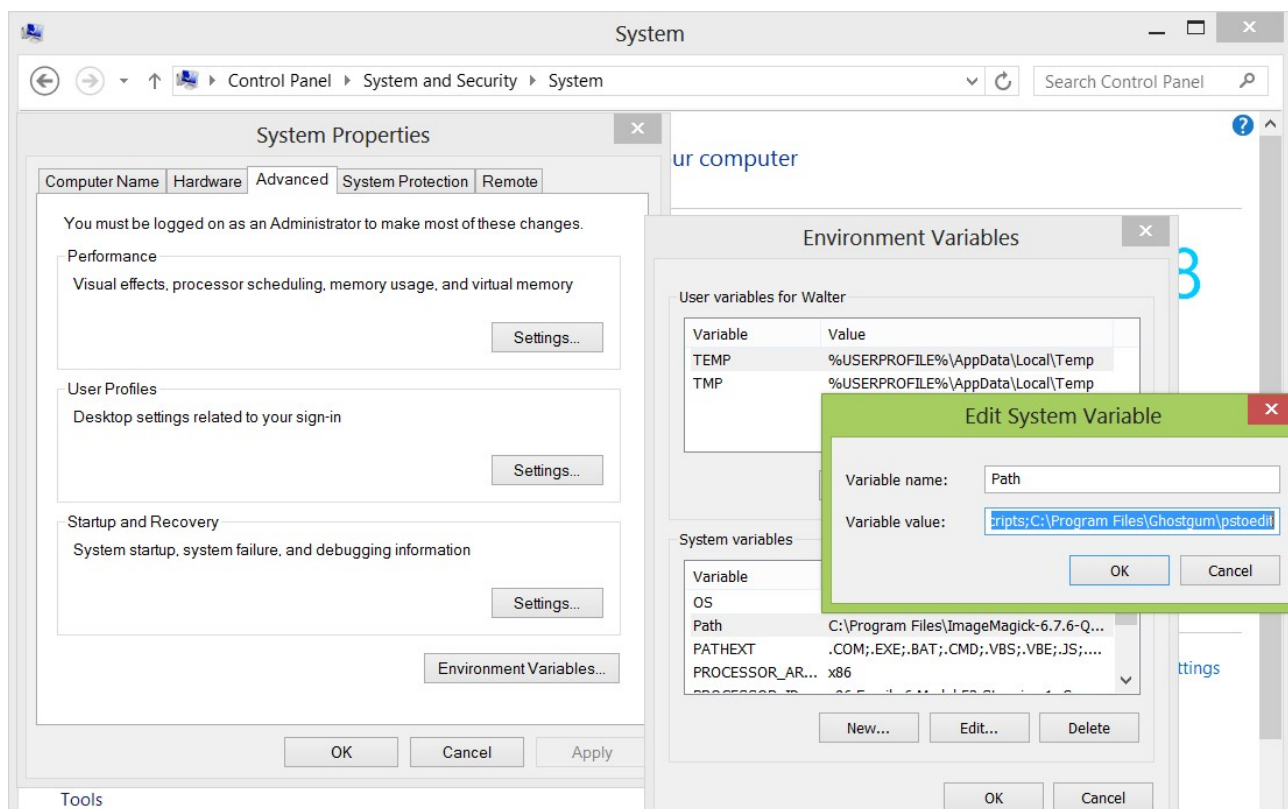 System
Control Panel System and Security System
Search Control Panel
System Properties
ur computer
Computer Name Hardware Advanced System Protection Remote
You must be logged on as an Administrator to make most of these changes.
Performance
Visual effects, processor scheduling, memory usage, and virtual memory
Settings...
User Profiles
Desktop settings related to your sign-in
Settings...
Startup and Recovery
System startup, system failure, and debugging information
Settings...
Environment Variables...
OK Cancel Apply
Tools
8
Environment Variables
User variables for Walter
Variable Value
TEMP %USERPROFILE%\AppData\Local\Temp
TMP %USERPROFILE%\AppData\Local\Temp
Edit System Variable
Variable name: Path
Variable value: cripts;C:\Program Files\Ghostgum\pstoedit
OK Cancel
System variables
Variable
OS
Path C:\Program Files\ImageMagick-6.7.6-Q...
PATHEXT .COM;.EXE;.BAT;.CMD;.VBS;.VBE;.JS;....
PROCESSOR_AR... x86
New... Edit... Delete
OK Cancel
ttings